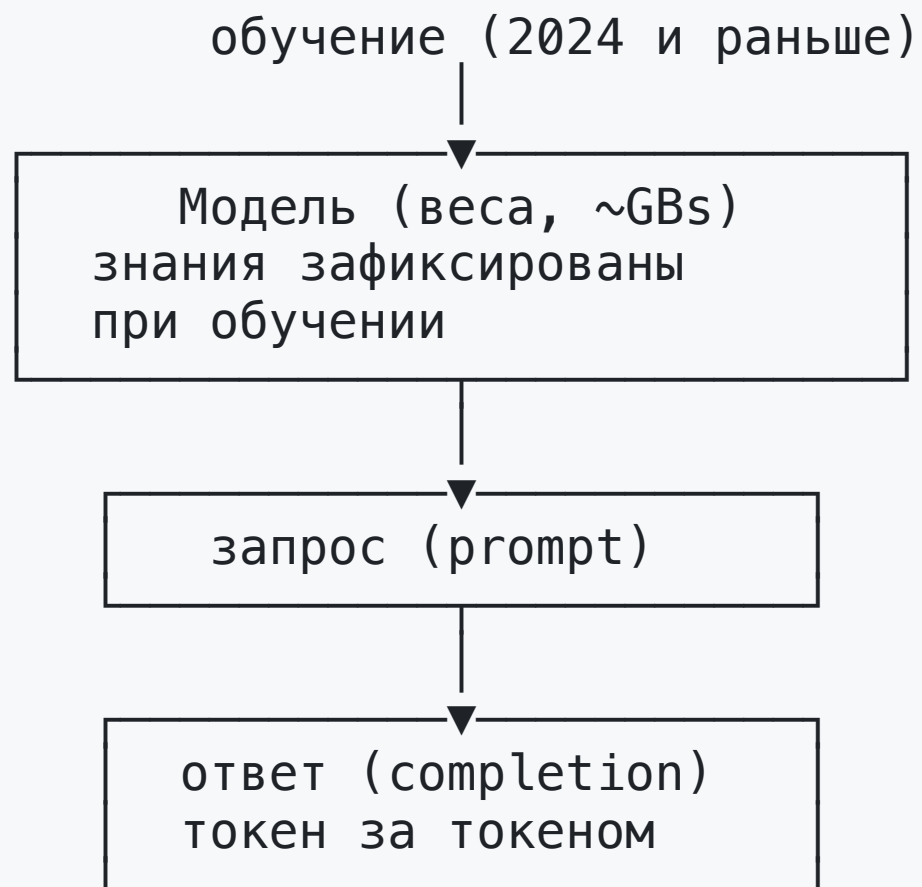 обучение (2024 и раньше)
Модель (веса, ~GBs)
знания зафиксированы
при обучении
запрос (prompt)
ответ (completion)
токен за токеном